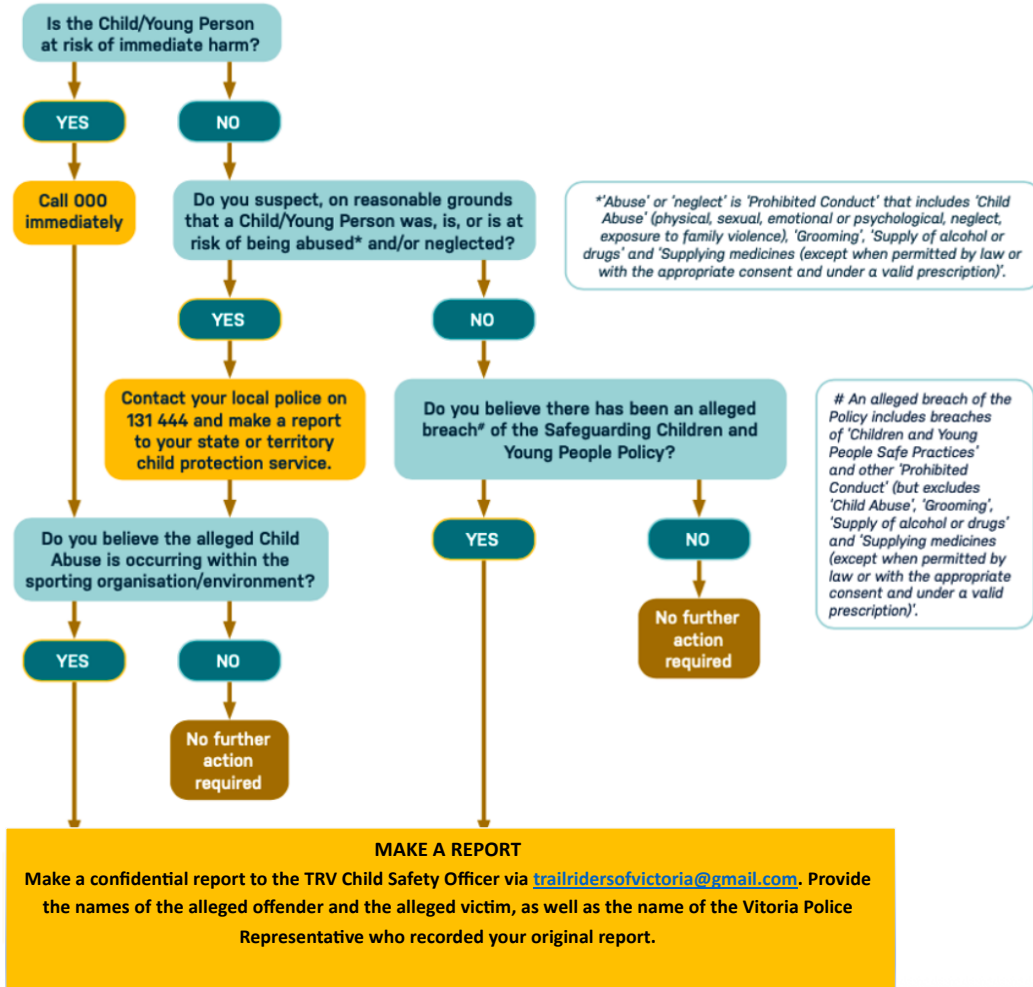 Is the Child/Young Person
at risk of immediate harm?
YES
NO
Call 000
immediately
Do you suspect, on reasonable grounds
that a Child/Young Person was, is, or is at
risk of being abused* and/or neglected?
*'Abuse' or 'neglect' is 'Prohibited Conduct' that includes 'Child
Abuse' (physical, sexual, emotional or psychological, neglect,
exposure to family violence), 'Grooming', 'Supply of alcohol or
drugs' and 'Supplying medicines (except when permitted by law or
with the appropriate consent and under a valid prescription)'.
YES
NO
Contact your local police on
131 444 and make a report
to your state or territory
child protection service.
Do you believe there has been an alleged
breach# of the Safeguarding Children and
Young People Policy?
# An alleged breach of the
Policy includes breaches
of 'Children and Young
People Safe Practices'
and other 'Prohibited
Conduct' (but excludes
'Child Abuse', 'Grooming',
'Supply of alcohol or drugs'
and 'Supplying medicines
(except when permitted by
law or with the appropriate
consent and under a valid
prescription)'.
Do you believe the alleged Child
Abuse is occurring within the
sporting organisation/environment?
YES
NO
YES
NO
No further
action
required
No further
action
required
MAKE A REPORT
Make a confidential report to the TRV Child Safety Officer via trailridersofvictoria@gmail.com. Provide
the names of the alleged offender and the alleged victim, as well as the name of the Vitoria Police
Representative who recorded your original report.